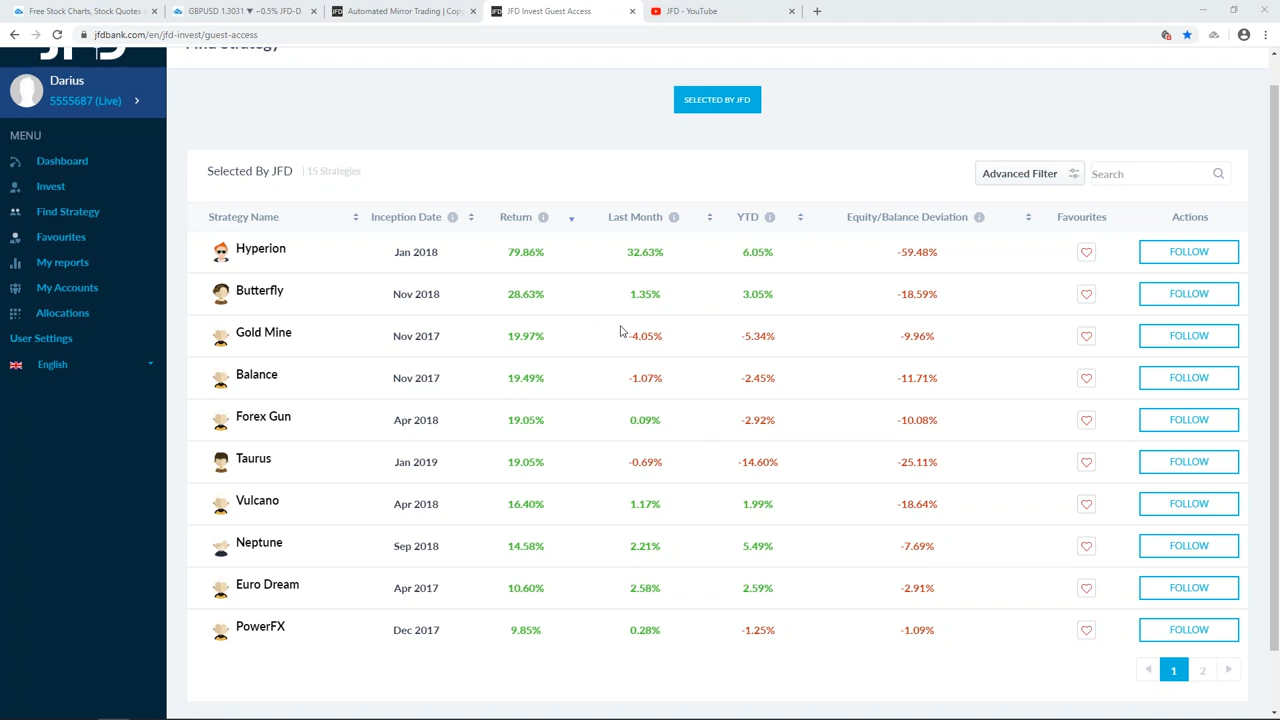 Free Stock Charts, Stock Quotes
GBPUSD 1.3031 ▼ −0.5% JFD-D
Automated Mirror Trading | Copy
JFD Invest Guest Access
JFD - YouTube
jfdbank.com/en/jfd-invest/guest-access
JFD
Find Strategy
Darius
5555687 (Live)
SELECTED BY JFD
MENU
Dashboard
Invest
Find Strategy
Favourites
My reports
My Accounts
Allocations
User Settings
English
Selected By JFD | 15 Strategies
Advanced Filter
Search
Strategy Name Inception Date Return Last Month YTD Equity/Balance Deviation Favourites Actions
Hyperion Jan 2018 79.86% 32.63% 6.05% -59.48% FOLLOW
Butterfly Nov 2018 28.63% 1.35% 3.05% -18.59% FOLLOW
Gold Mine Nov 2017 19.97% -4.05% -5.34% -9.96% FOLLOW
Balance Nov 2017 19.49% -1.07% -2.45% -11.71% FOLLOW
Forex Gun Apr 2018 19.05% 0.09% -2.92% -10.08% FOLLOW
Taurus Jan 2019 19.05% -0.69% -14.60% -25.11% FOLLOW
Vulcano Apr 2018 16.40% 1.17% 1.99% -18.64% FOLLOW
Neptune Sep 2018 14.58% 2.21% 5.49% -7.69% FOLLOW
Euro Dream Apr 2017 10.60% 2.58% 2.59% -2.91% FOLLOW
PowerFX Dec 2017 9.85% 0.28% -1.25% -1.09% FOLLOW
1 2